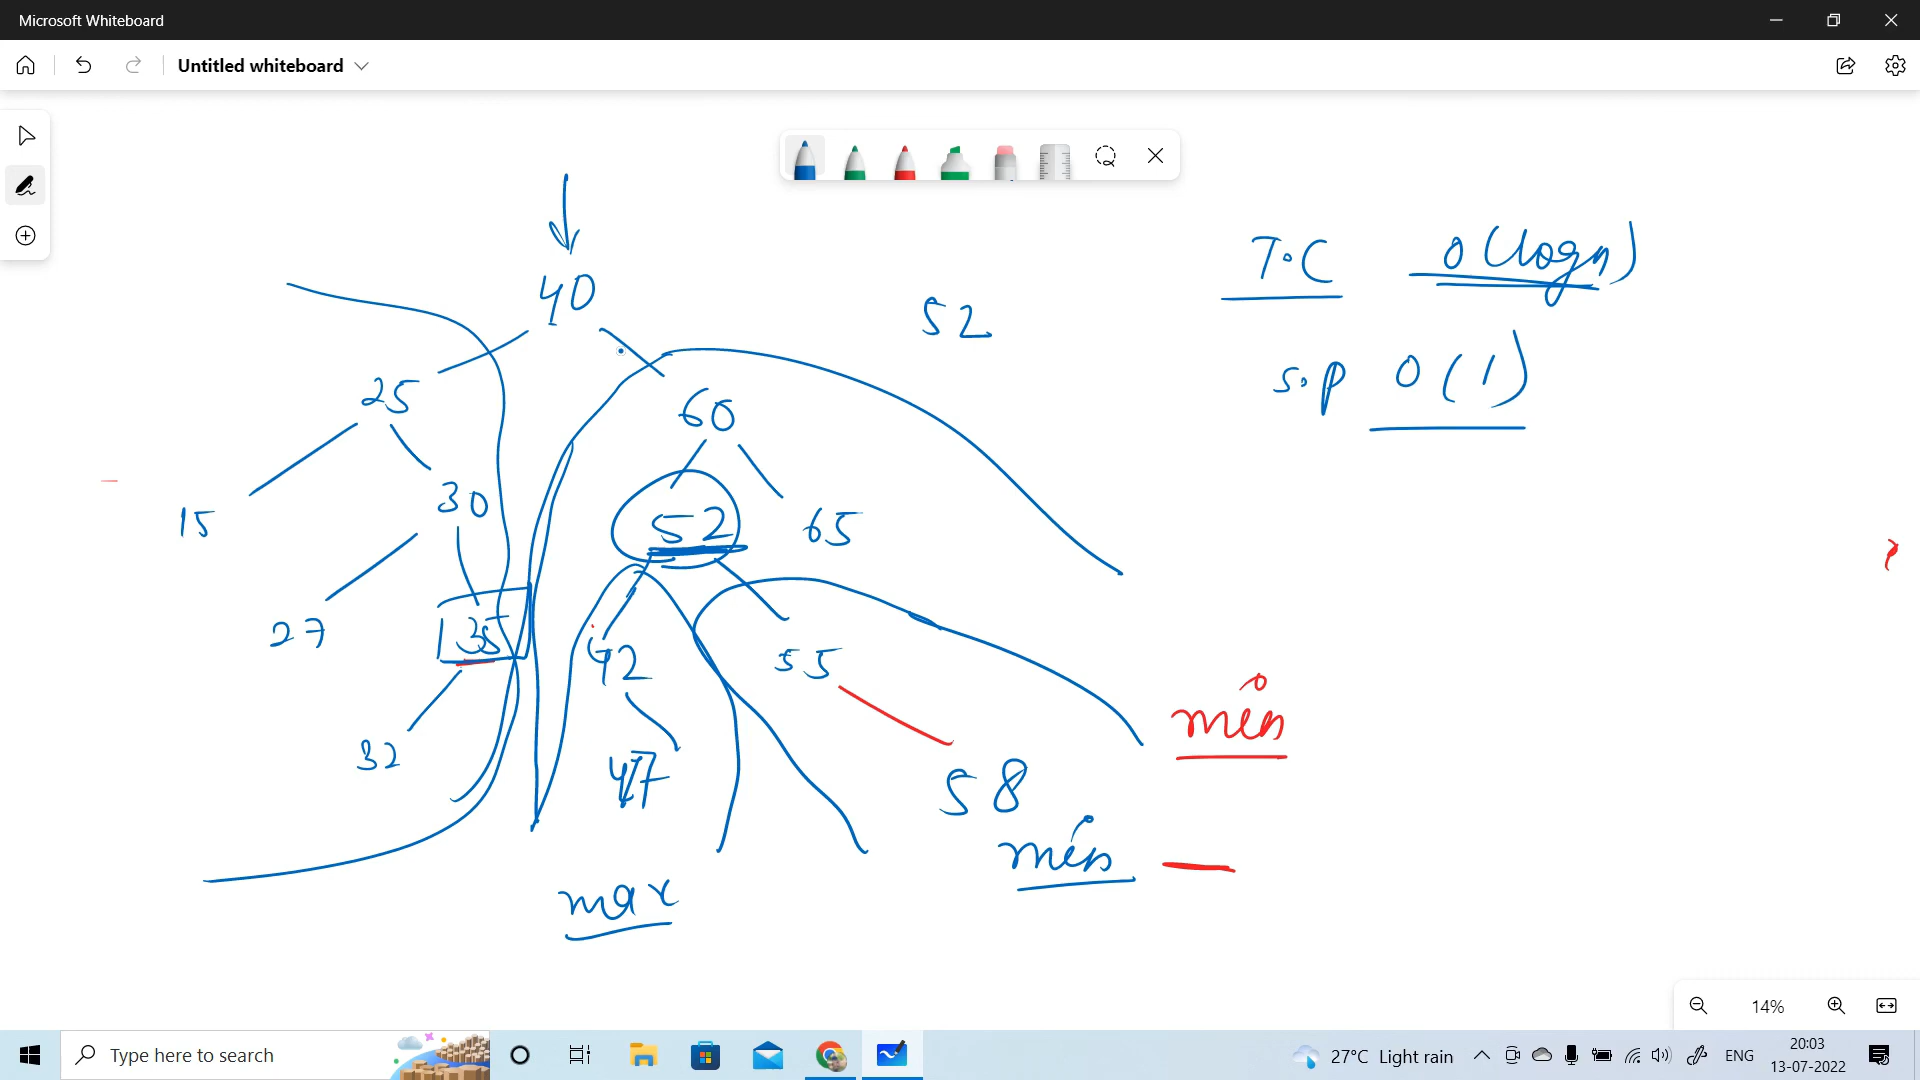 Microsoft Whiteboard
Untitled whiteboard
T.C O(logn)
40
52
S.p O(1)
25
60
15
30
52
65
27
35
42
55
min
32
47
58
min
max
14%
Type here to search
27°C Light rain
ENG
20:03
13-07-2022